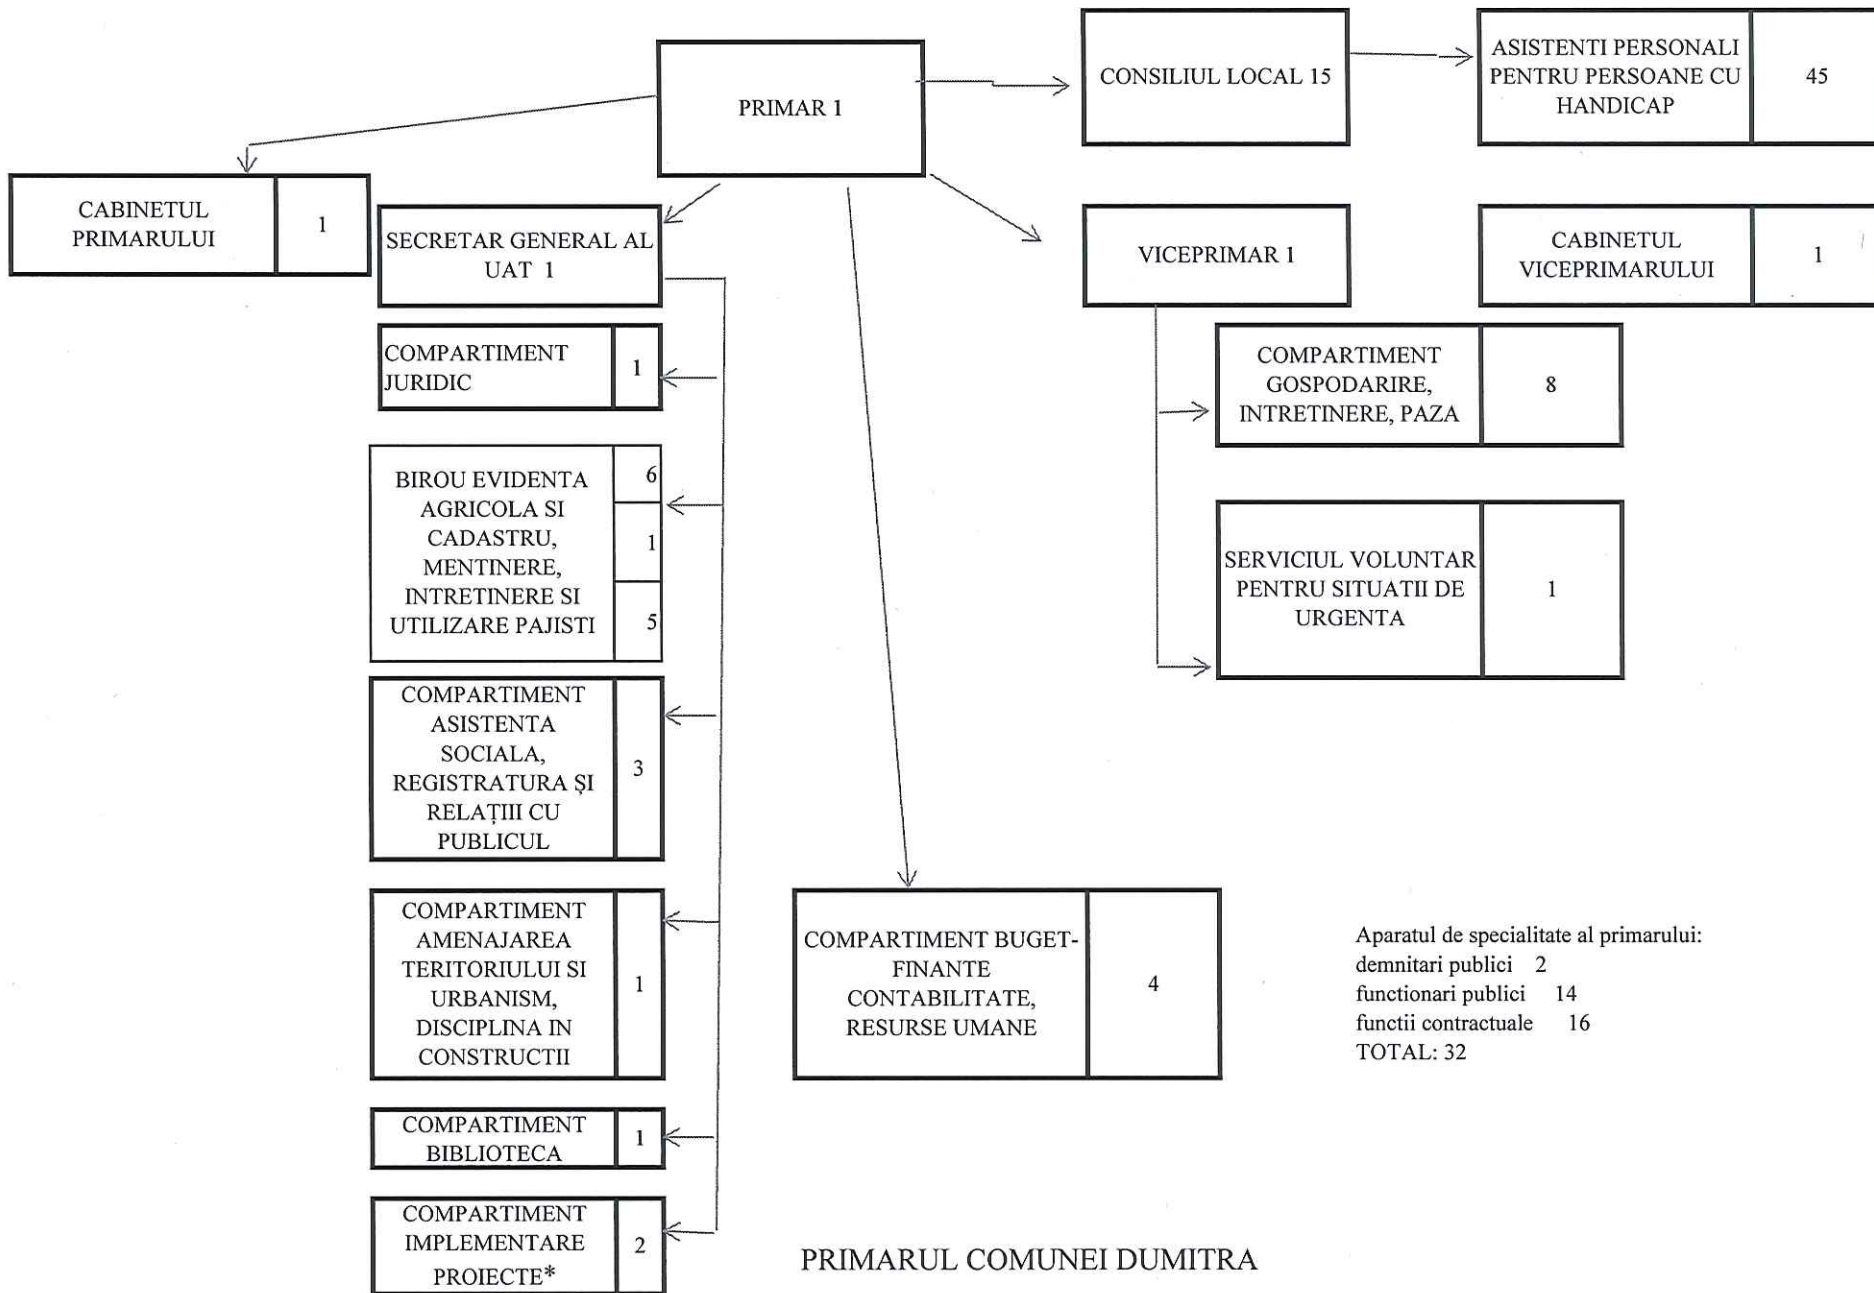 PRIMAR 1
CONSILIUL LOCAL 15
ASISTENTI PERSONALI
PENTRU PERSOANE CU
HANDICAP
45
CABINETUL
PRIMARULUI
1
SECRETAR GENERAL AL
UAT 1
VICEPRIMAR 1
CABINETUL
VICEPRIMARULUI
1
COMPARTIMENT
JURIDIC
1
COMPARTIMENT
GOSPODARIRE,
INTRETINERE, PAZA
8
BIROU EVIDENTA
AGRICOLA SI
CADASTRU,
MENTINERE,
INTRETINERE SI
UTILIZARE PAJISTI
6
1
5
SERVICIUL VOLUNTAR
PENTRU SITUATII DE
URGENTA
1
COMPARTIMENT
ASISTENTA
SOCIALA,
REGISTRATURA ȘI
RELAȚIII CU
PUBLICUL
3
COMPARTIMENT
AMENAJAREA
TERITORIULUI SI
URBANISM,
DISCIPLINA IN
CONSTRUCTII
1
COMPARTIMENT BUGET-
FINANTE
CONTABILITATE,
RESURSE UMANE
4
Aparatul de specialitate al primarului:
demnitari publici 2
functionari publici 14
functii contractuale 16
TOTAL: 32
COMPARTIMENT
BIBLIOTECA
1
COMPARTIMENT
IMPLEMENTARE
PROIECTE*
2
PRIMARUL COMUNEI DUMITRA